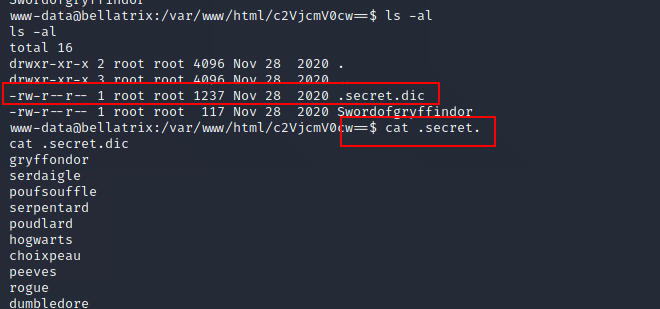 Swordofgryffindor
www-data@bellatrix:/var/www/html/c2VjcmV0cw==$ ls -al
ls -al
total 16
drwxr-xr-x 2 root root 4096 Nov 28  2020 .
drwxr-xr-x 3 root root 4096 Nov 28  2020 ..
-rw-r--r-- 1 root root 1237 Nov 28  2020 .secret.dic
-rw-r--r-- 1 root root  117 Nov 28  2020 Swordofgryffindor
www-data@bellatrix:/var/www/html/c2VjcmV0cw==$ cat .secret.
cat .secret.dic
gryffondor
serdaigle
poufsouffle
serpentard
poudlard
hogwarts
choixpeau
peeves
rogue
dumbledore